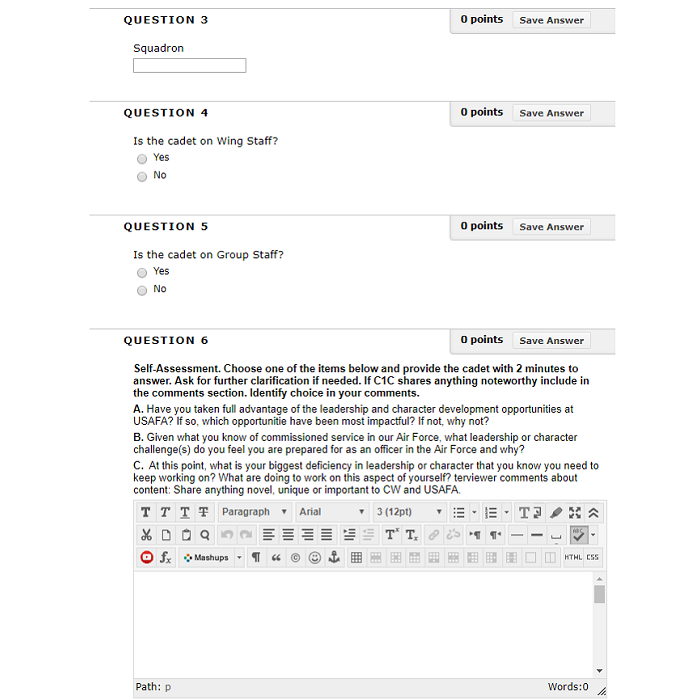 QUESTION 3
0 points Save Answer
Squadron
QUESTION 4
0 points Save Answer
Is the cadet on Wing Staff?
Yes
No
QUESTION 5
0 points Save Answer
Is the cadet on Group Staff?
Yes
No
QUESTION 6
0 points Save Answer
Self-Assessment. Choose one of the items below and provide the cadet with 2 minutes to
answer. Ask for further clarification if needed. If C1C shares anything noteworthy include in
the comments section. Identify choice in your comments.
A. Have you taken full advantage of the leadership and character development opportunities at
USAFA? If so, which opportunitie have been most impactful? If not, why not?
B. Given what you know of commissioned service in our Air Force, what leadership or character
challenge(s) do you feel you are prepared for as an officer in the Air Force and why?
C. At this point, what is your biggest deficiency in leadership or character that you know you need to
keep working on? What are doing to work on this aspect of yourself? terviewer comments about
content: Share anything novel, unique or important to CW and USAFA.
T T T T Paragraph Arial 3 (12pt)
Mashups HTML CSS
Path: p Words:0